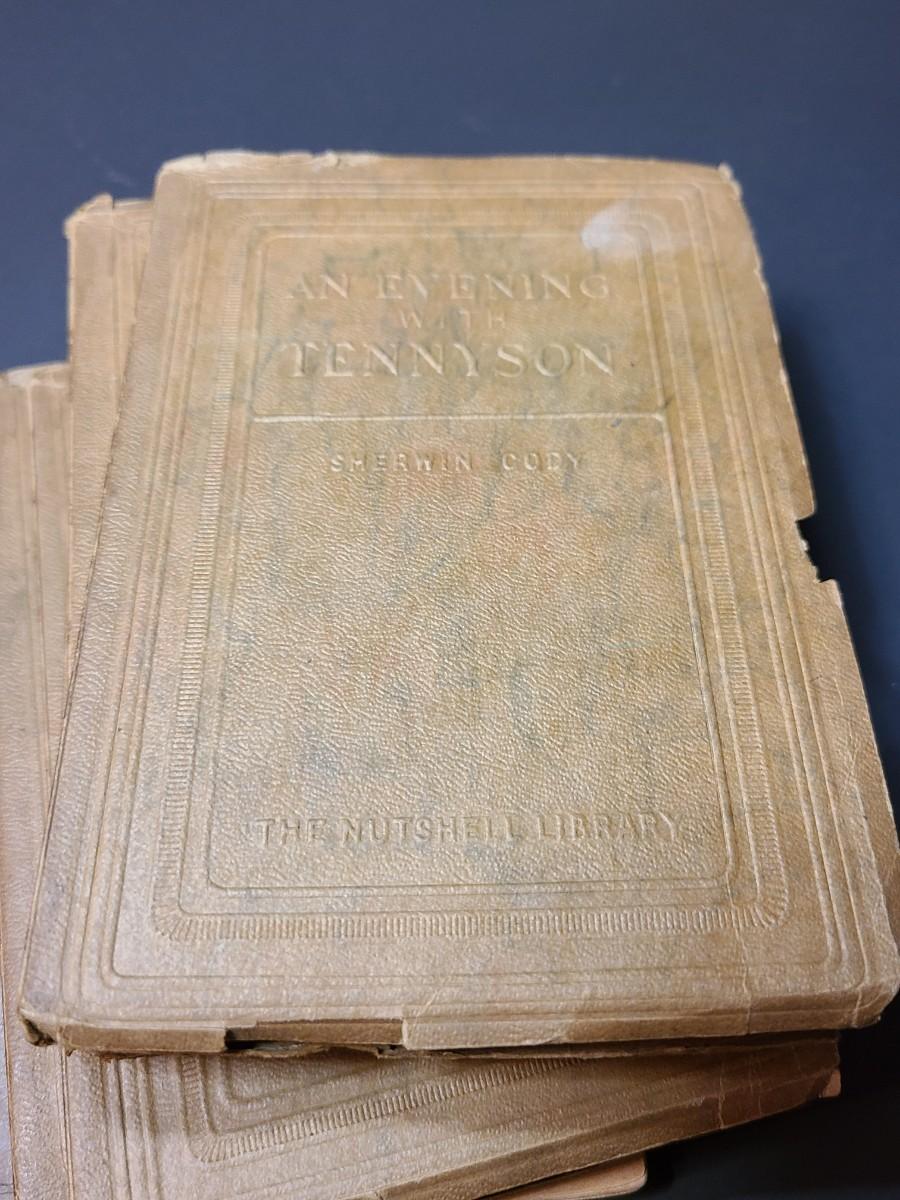 AN EVENING
WITH
TENNYSON
SHERWIN CODY
THE NUTSHELL LIBRARY